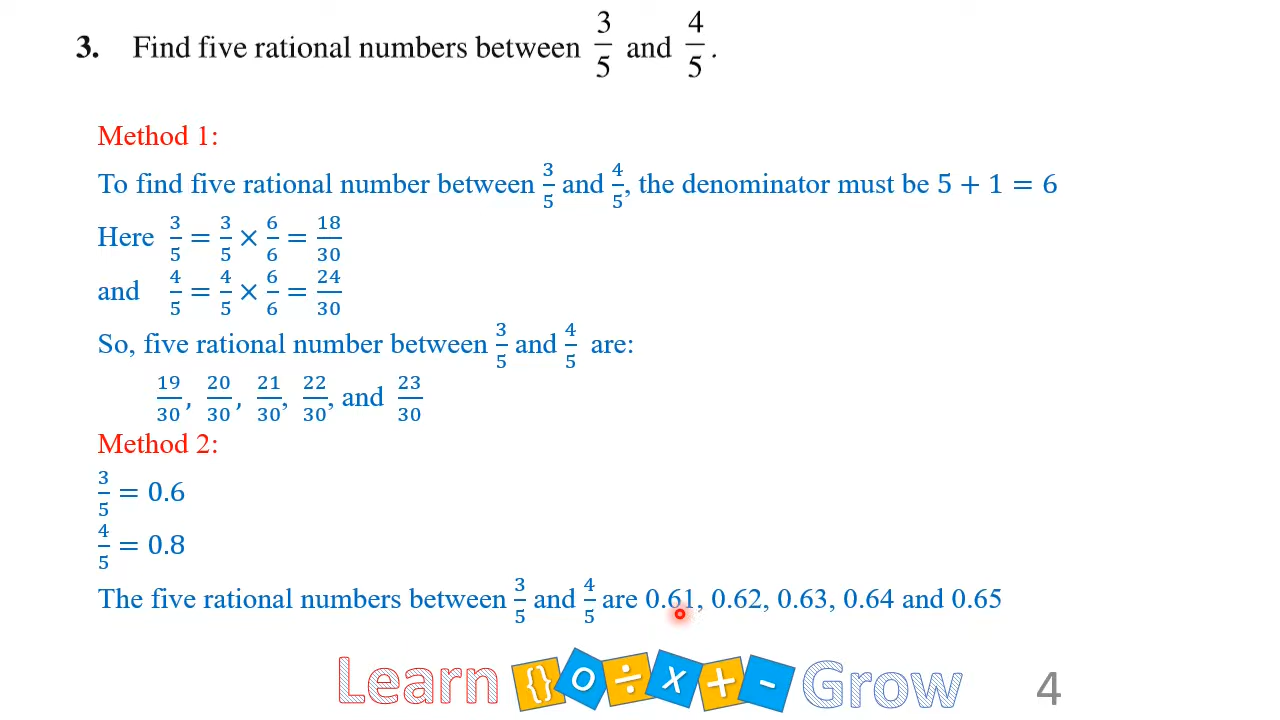 3. Find five rational numbers between 3/5 and 4/5.
Method 1:
To find five rational number between 3/5 and 4/5, the denominator must be 5 + 1 = 6
Here 3/5 = 3/5 × 6/6 = 18/30
and 4/5 = 4/5 × 6/6 = 24/30
So, five rational number between 3/5 and 4/5 are:
19/30, 20/30, 21/30, 22/30, and 23/30
Method 2:
3/5 = 0.6
4/5 = 0.8
The five rational numbers between 3/5 and 4/5 are 0.61, 0.62, 0.63, 0.64 and 0.65
Learn {} O ÷ x + - Grow 4